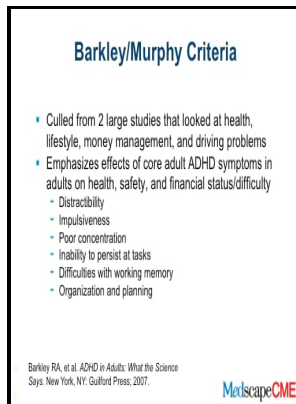 Barkley/Murphy Criteria
• Culled from 2 large studies that looked at health,
lifestyle, money management, and driving problems
• Emphasizes effects of core adult ADHD symptoms in
adults on health, safety, and financial status/difficulty
- Distractibility
- Impulsiveness
- Poor concentration
- Inability to persist at tasks
- Difficulties with working memory
- Organization and planning
Barkley RA, et al. ADHD in Adults: What the Science
Says. New York, NY: Guilford Press; 2007.
MedscapeCME